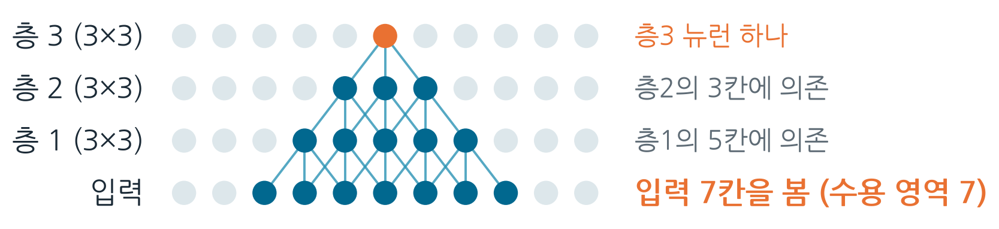 층 3 (3×3)
층3 뉴런 하나
층 2 (3×3)
층2의 3칸에 의존
층 1 (3×3)
층1의 5칸에 의존
입력
입력 7칸을 봄 (수용 영역 7)